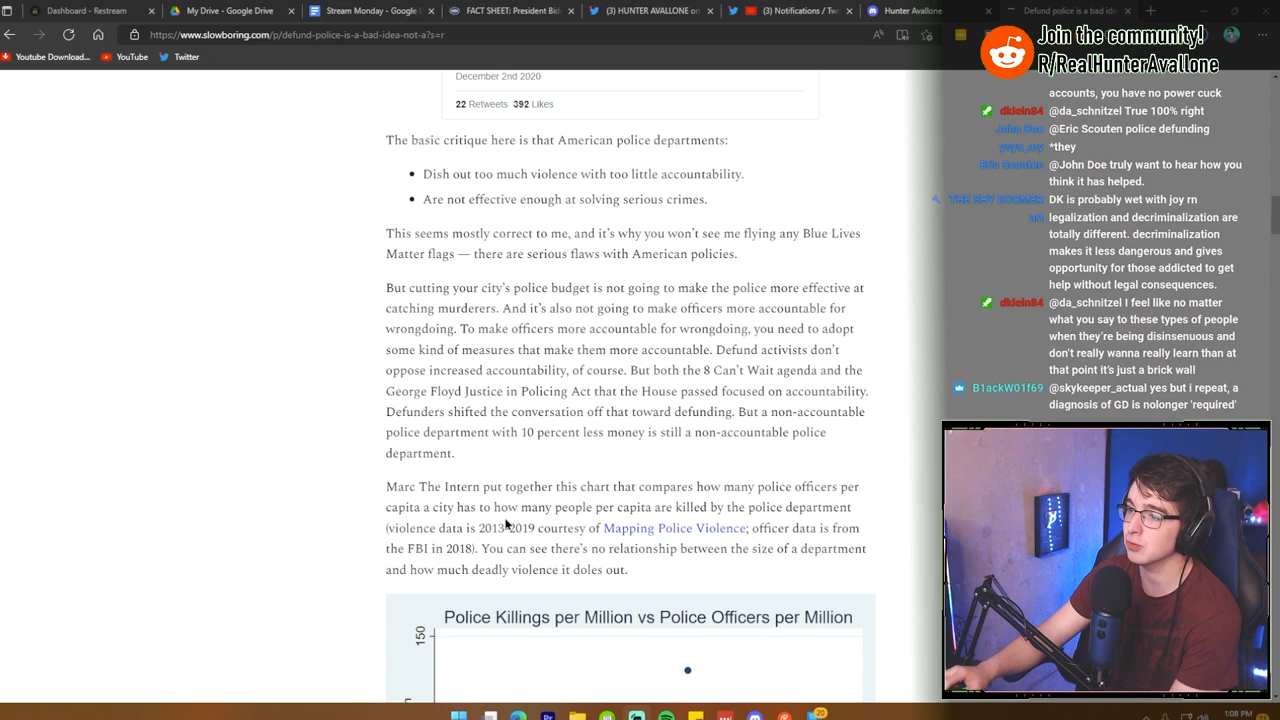 Dashboard - Restream
My Drive - Google Drive
Stream Monday - Google
FACT SHEET: President Bid
(3) HUNTER AVALLONE on
(3) Notifications / Tw
Hunter Avallone
Defund police is a bad ide
https://www.slowboring.com/p/defund-police-is-a-bad-idea-not-a?s=r
Youtube Download...
YouTube
Twitter
Join the community!
R/RealHunterAvallone
December 2nd 2020
22 Retweets 392 Likes
The basic critique here is that American police departments:
Dish out too much violence with too little accountability.
Are not effective enough at solving serious crimes.
This seems mostly correct to me, and it's why you won't see me flying any Blue Lives
Matter flags — there are serious flaws with American policies.
But cutting your city's police budget is not going to make the police more effective at
catching murderers. And it's also not going to make officers more accountable for
wrongdoing. To make officers more accountable for wrongdoing, you need to adopt
some kind of measures that make them more accountable. Defund activists don't
oppose increased accountability, of course. But both the 8 Can't Wait agenda and the
George Floyd Justice in Policing Act that the House passed focused on accountability.
Defunders shifted the conversation off that toward defunding. But a non-accountable
police department with 10 percent less money is still a non-accountable police
department.
Marc The Intern put together this chart that compares how many police officers per
capita a city has to how many people per capita are killed by the police department
(violence data is 2013-2019 courtesy of Mapping Police Violence; officer data is from
the FBI in 2018). You can see there's no relationship between the size of a department
and how much deadly violence it doles out.
Police Killings per Million vs Police Officers per Million
150
accounts, you have no power cuck
dklein84 @da_schnitzel True 100% right
John Doe @Eric Scouten police defunding
yoyo_my *they
Eric Scouten @John Doe truly want to hear how you
think it has helped.
THE SHY DOOMER DK is probably wet with joy rn
art legalization and decriminalization are
totally different. decriminalization
makes it less dangerous and gives
opportunity for those addicted to get
help without legal consequences.
dklein84 @da_schnitzel I feel like no matter
what you say to these types of people
when they're being disinsenuous and
don't really wanna really learn than at
that point it's just a brick wall
B1ackW01f69 @skykeeper_actual yes but i repeat, a
diagnosis of GD is nolonger 'required'
20
1:06 PM